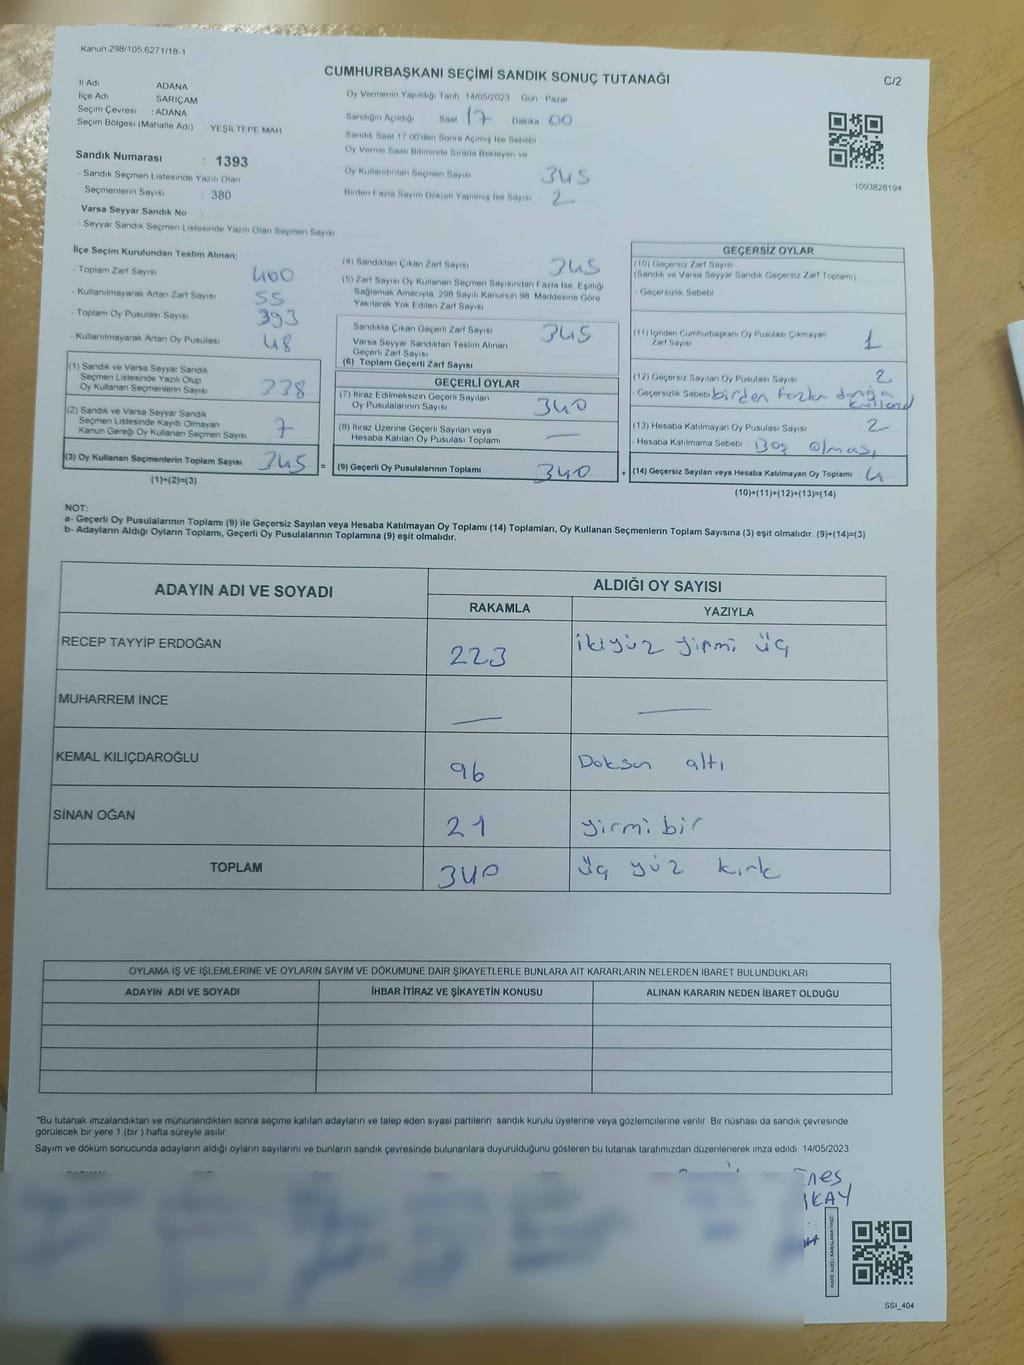 Kanun 298/105,6271/18-1
CUMHURBAŞKANI SEÇİMİ SANDIK SONUÇ TUTANAĞI
C/2
İl Adı ADANA
İlçe Adı SARIÇAM
Seçim Çevresi : ADANA
Seçim Bölgesi (Mahalle Adı) YEŞİLTEPE MAH
Oy Vermenin Yapıldığı Tarih 14/05/2023 Gün Pazar
Sandığın Açıldığı Saat 17 Dakika 00
Sandık Saat 17 00'den Sonra Açılmış İse Sebebi
Oy Verme Saati Bitiminde Sırada Bekleyen ve
Oy Kullandırılan Seçmen Sayısı 345
Birden Fazla Sayım Döküm Yapılmış İse Sayısı 2
1093828194
Sandık Numarası : 1393
- Sandık Seçmen Listesinde Yazılı Olan
Seçmenlerin Sayısı : 380
Varsa Seyyar Sandık No
- Seyyar Sandık Seçmen Listesinde Yazılı Olan Seçmen Sayısı
İlçe Seçim Kurulundan Teslim Alınan;
- Toplam Zarf Sayısı 400
- Kullanılmayarak Artan Zarf Sayısı 55
- Toplam Oy Pusulası Sayısı 393
- Kullanılmayarak Artan Oy Pusulası 48
(1) Sandık ve Varsa Seyyar Sandık
Seçmen Listesinde Yazılı Olup
Oy Kullanan Seçmenlerin Sayısı 338
(2) Sandık ve Varsa Seyyar Sandık
Seçmen Listesinde Kayıtlı Olmayan
Kanun Gereği Oy Kullanan Seçmen Sayısı 7
(3) Oy Kullanan Seçmenlerin Toplam Sayısı 345 =
(1)+(2)=(3)
(4) Sandıktan Çıkan Zarf Sayısı 345
(5) Zarf Sayısı Oy Kullanan Seçmen Sayısından Fazla İse, Eşitliği
Sağlamak Amacıyla, 298 Sayılı Kanunun 98. Maddesine Göre
Yakılarak Yok Edilen Zarf Sayısı
Sandıkta Çıkan Geçerli Zarf Sayısı 345
Varsa Seyyar Sandıktan Teslim Alınan
Geçerli Zarf Sayısı
(6) Toplam Geçerli Zarf Sayısı
GEÇERLİ OYLAR
(7) İtiraz Edilmeksizin Geçerli Sayılan
Oy Pusulalarının Sayısı 340
(8) İtiraz Üzerine Geçerli Sayılan veya
Hesaba Katılan Oy Pusulası Toplamı —
(9) Geçerli Oy Pusulalarının Toplamı 340 +
GEÇERSİZ OYLAR
(10) Geçersiz Zarf Sayısı
(Sandık ve Varsa Seyyar Sandık Geçersiz Zarf Toplamı)
- Geçersizlik Sebebi
(11) İçinden Cumhurbaşkanı Oy Pusulası Çıkmayan
Zarf Sayısı 1
(12) Geçersiz Sayılan Oy Pusulası Sayısı 2
- Geçersizlik Sebebi birden fazla damga
(13) Hesaba Katılmayan Oy Pusulası Sayısı 2
- Hesaba Katılmama Sebebi Boş olması
(14) Geçersiz Sayılan veya Hesaba Katılmayan Oy Toplamı 4
(10)+(11)+(12)+(13)=(14)
NOT:
a- Geçerli Oy Pusulalarının Toplamı (9) ile Geçersiz Sayılan veya Hesaba Katılmayan Oy Toplamı (14) Toplamları, Oy Kullanan Seçmenlerin Toplam Sayısına (3) eşit olmalıdır. (9)+(14)=(3)
b- Adayların Aldığı Oyların Toplamı, Geçerli Oy Pusulalarının Toplamına (9) eşit olmalıdır.
ADAYIN ADI VE SOYADI ALDIĞI OY SAYISI
RAKAMLA YAZIYLA
RECEP TAYYİP ERDOĞAN 223 ikiyüz yirmi üç
MUHARREM İNCE — —
KEMAL KILIÇDAROĞLU 96 Doksan altı
SİNAN OĞAN 21 yirmi bir
TOPLAM 340 üç yüz kırk
OYLAMA İŞ VE İŞLEMLERİNE VE OYLARIN SAYIM VE DÖKÜMÜNE DAİR ŞİKAYETLERLE BUNLARA AİT KARARLARIN NELERDEN İBARET BULUNDUKLARI
ADAYIN ADI VE SOYADI İHBAR İTİRAZ VE ŞİKAYETİN KONUSU ALINAN KARARIN NEDEN İBARET OLDUĞU
"Bu tutanak imzalandıktan ve mühürlendikten sonra seçime katılan adayların ve talep eden siyasi partilerin sandık kurulu üyelerine veya gözlemcilerine verilir. Bir nüshası da sandık çevresinde
görülecek bir yere 1 (bir ) hafta süreyle asılır.
Sayım ve döküm sonucunda adayların aldığı oyların sayılarını ve bunların sandık çevresinde bulunanlara duyurulduğunu gösteren bu tutanak tarafımızdan düzenlenerek imza edildi 14/05/2023
SSI_404